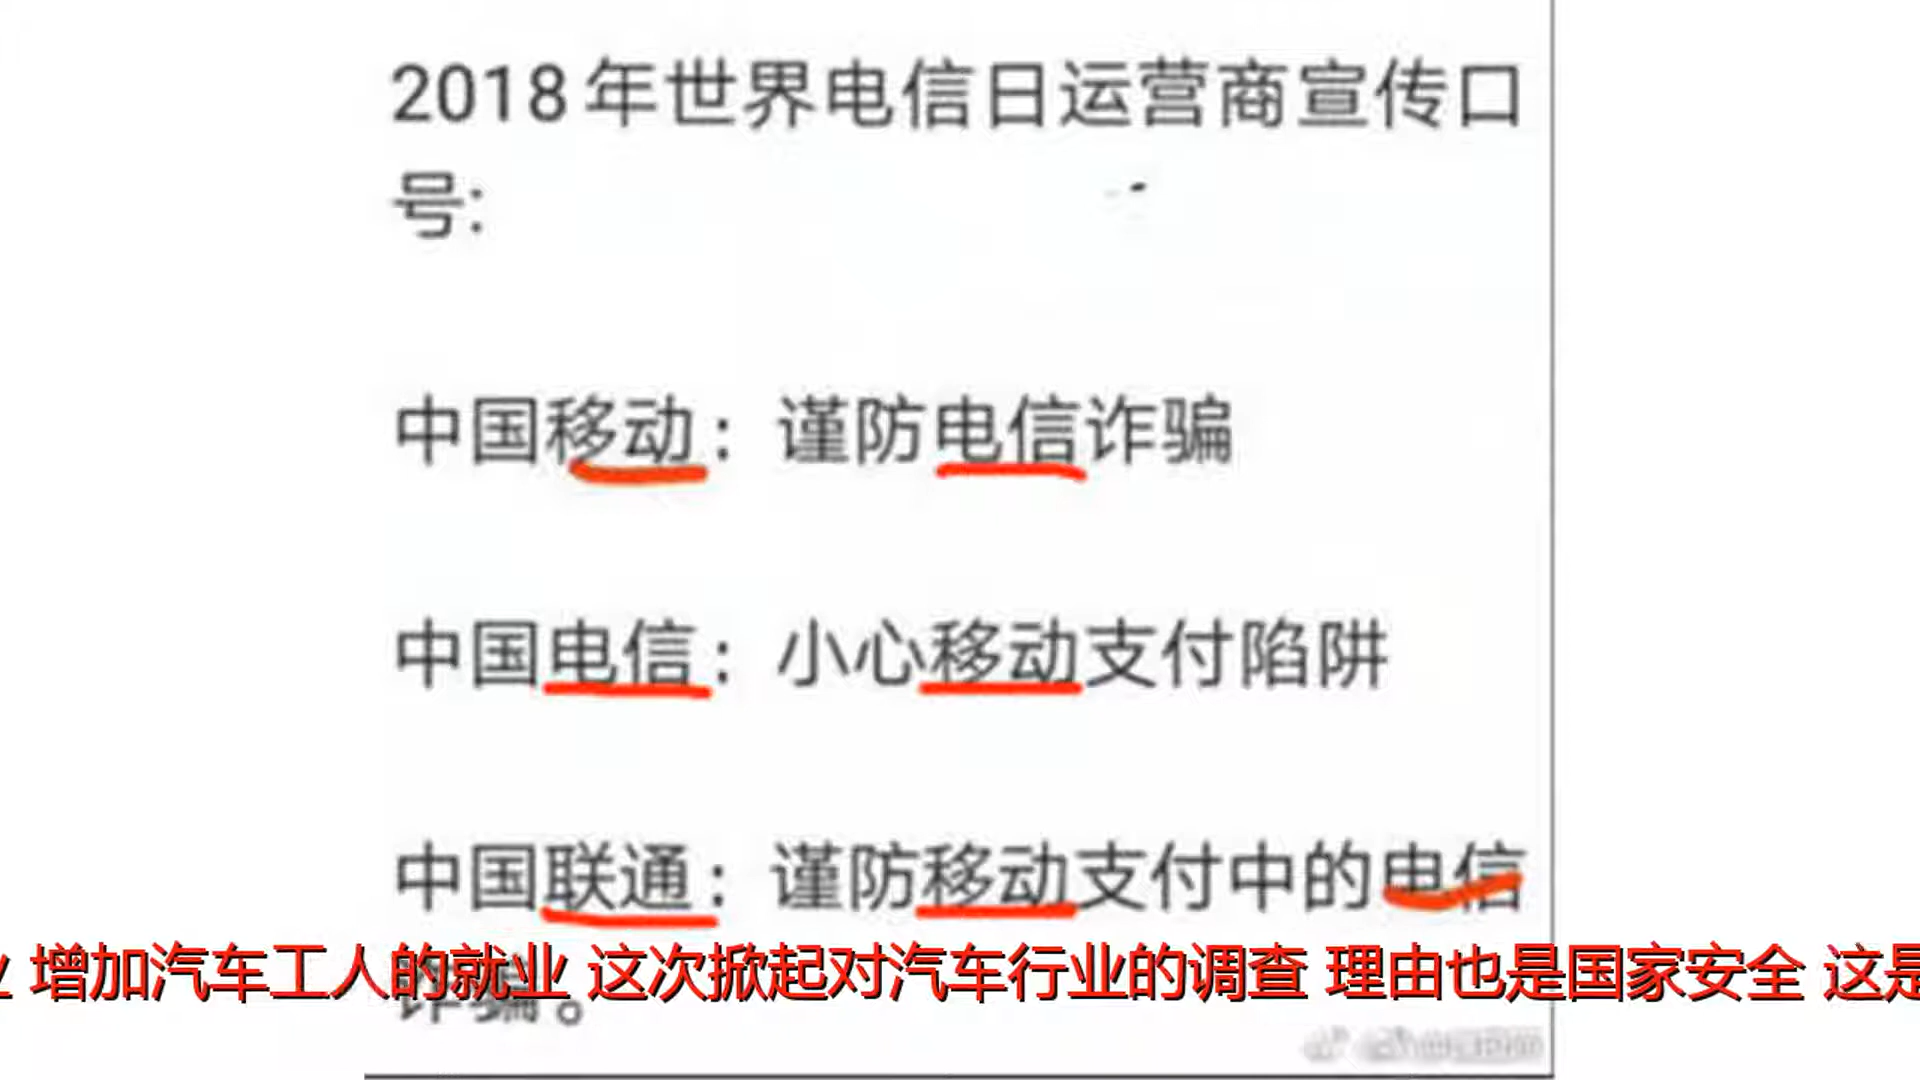 2018年世界电信日运营商宣传口
号:
中国移动：谨防电信诈骗
中国电信：小心移动支付陷阱
中国联通：谨防移动支付中的电信
诈骗。
增加汽车工人的就业 这次掀起对汽车行业的调查 理由也是国家安全 这是